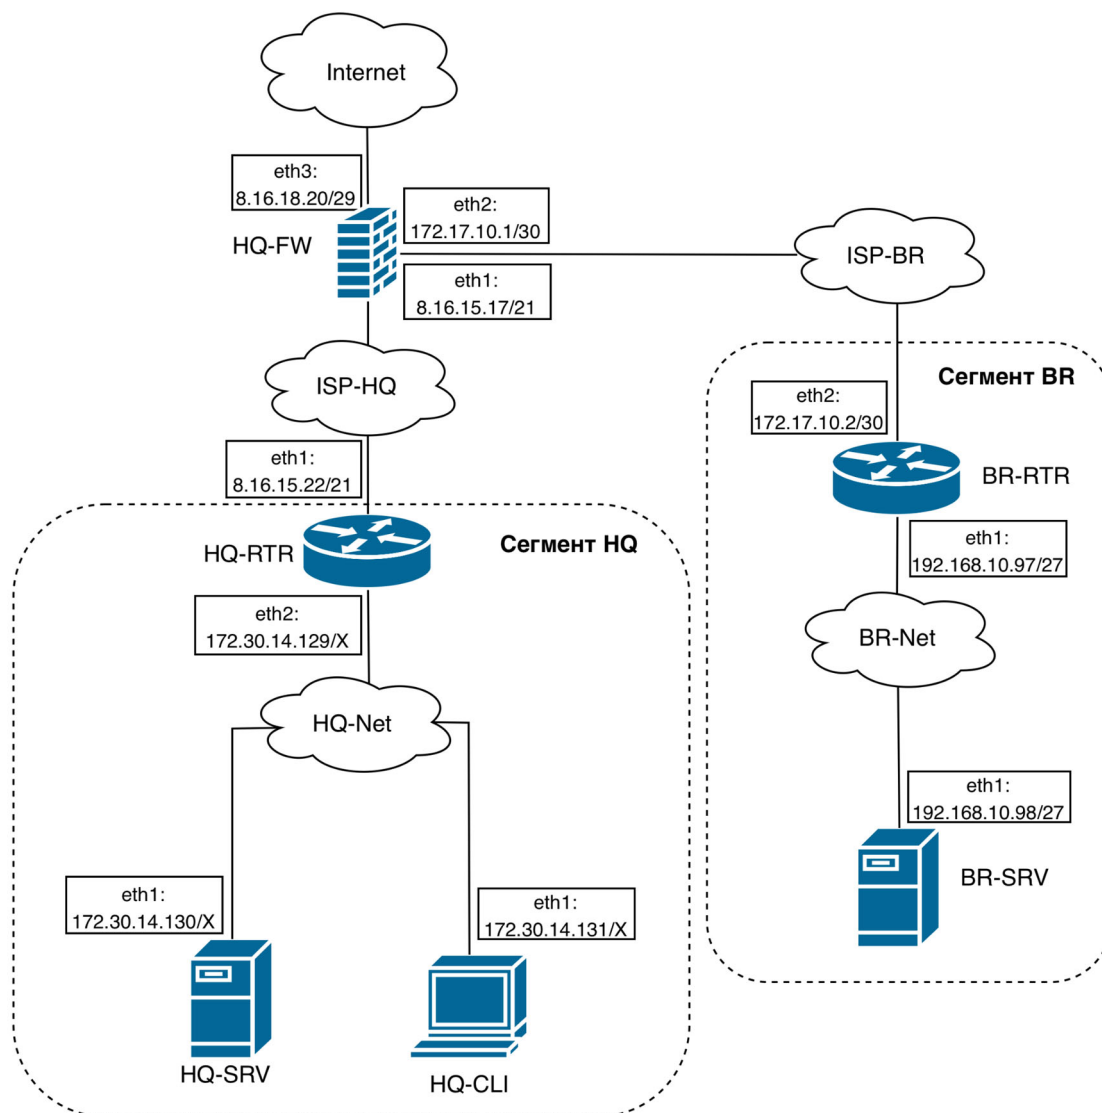 Internet
eth3:
8.16.18.20/29
eth2:
172.17.10.1/30
HQ-FW
ISP-BR
eth1:
8.16.15.17/21
ISP-HQ
Сегмент BR
eth2:
172.17.10.2/30
eth1:
8.16.15.22/21
BR-RTR
HQ-RTR
Сегмент HQ
eth1:
192.168.10.97/27
eth2:
172.30.14.129/X
BR-Net
HQ-Net
eth1:
192.168.10.98/27
BR-SRV
eth1:
172.30.14.130/X
eth1:
172.30.14.131/X
HQ-SRV
HQ-CLI